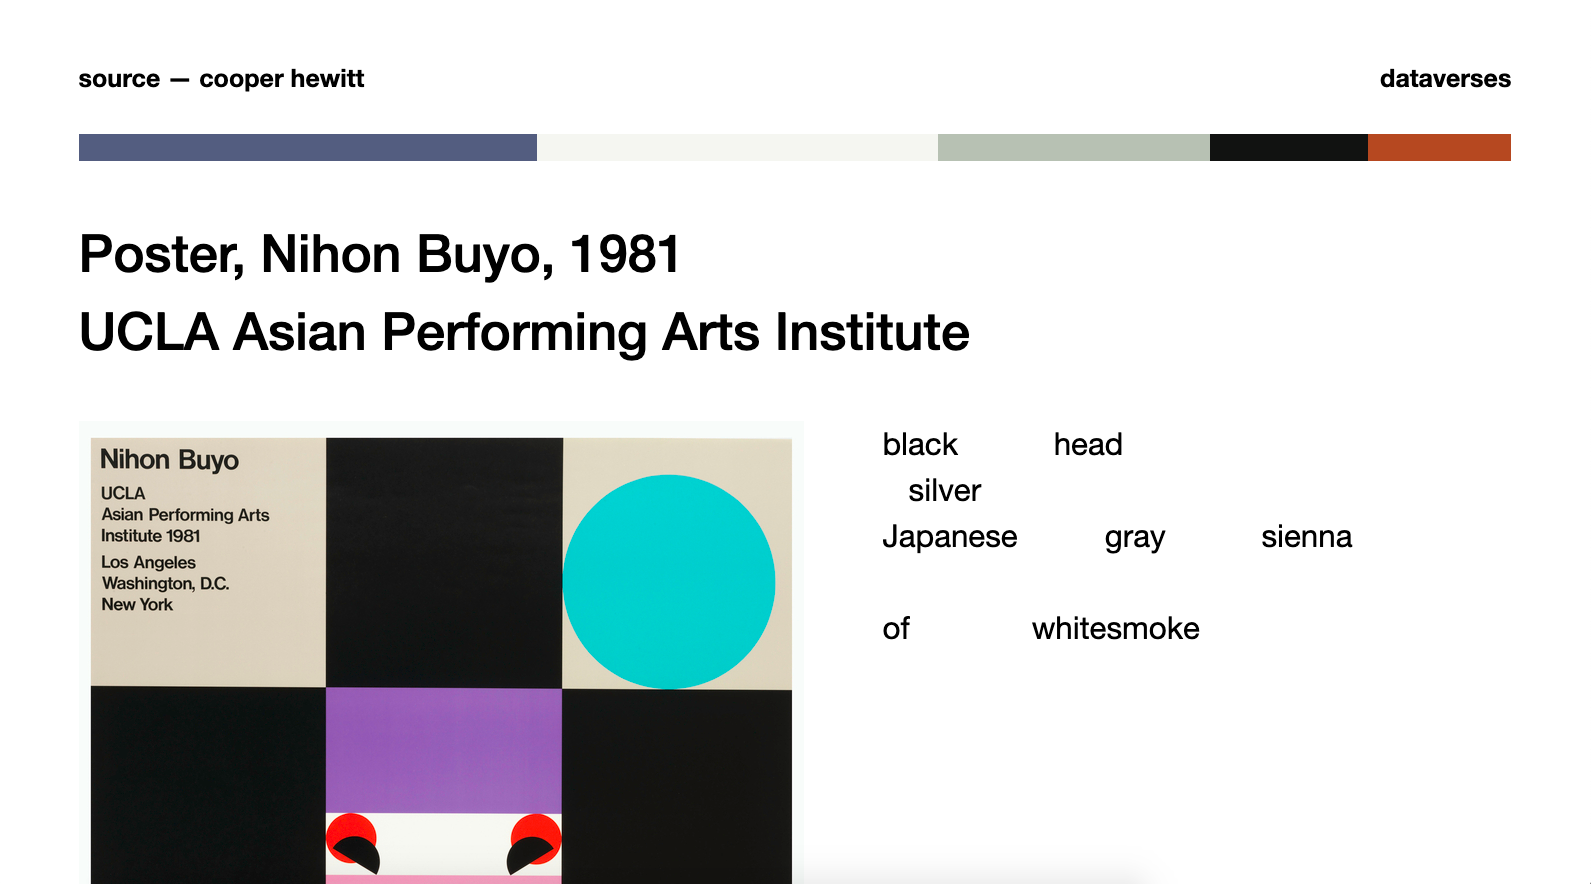 source — cooper hewitt
dataverses
Poster, Nihon Buyo, 1981
UCLA Asian Performing Arts Institute
Nihon Buyo
UCLA
Asian Performing Arts
Institute 1981
Los Angeles
Washington, D.C.
New York
black head
silver
Japanese gray sienna
of whitesmoke